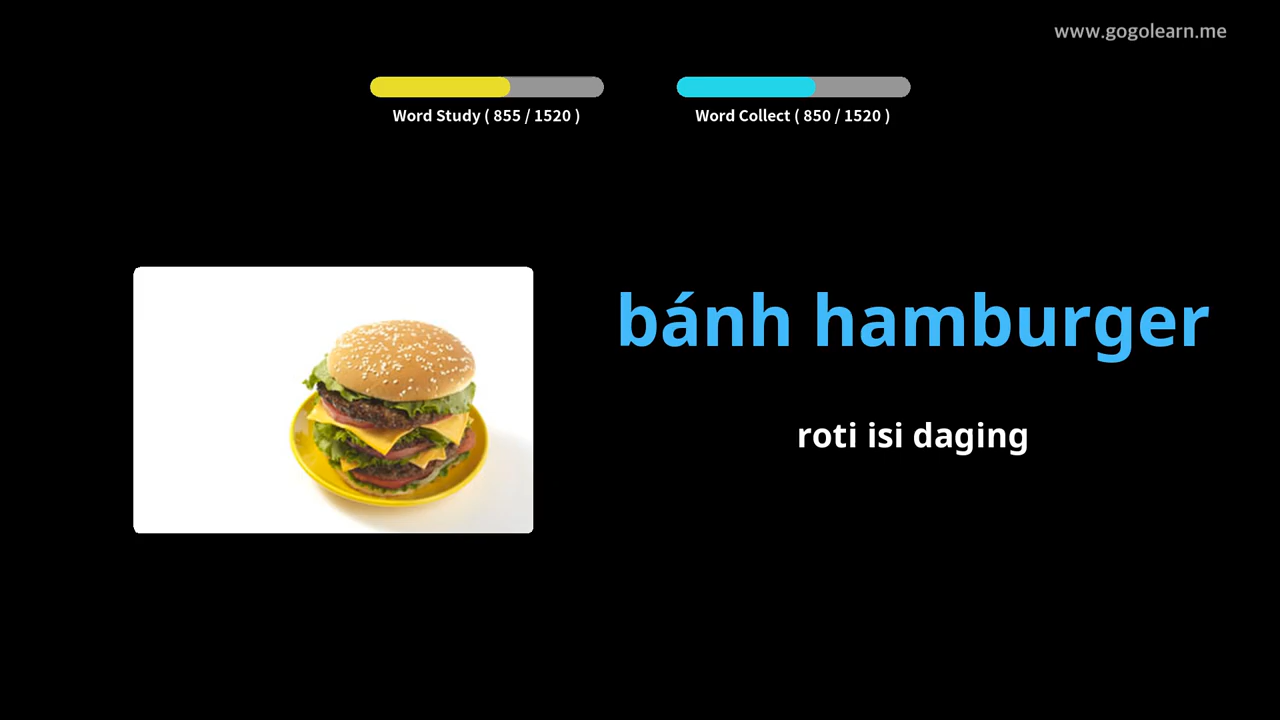 www.gogolearn.me
Word Study ( 855 / 1520 )
Word Collect ( 850 / 1520 )
bánh hamburger
roti isi daging